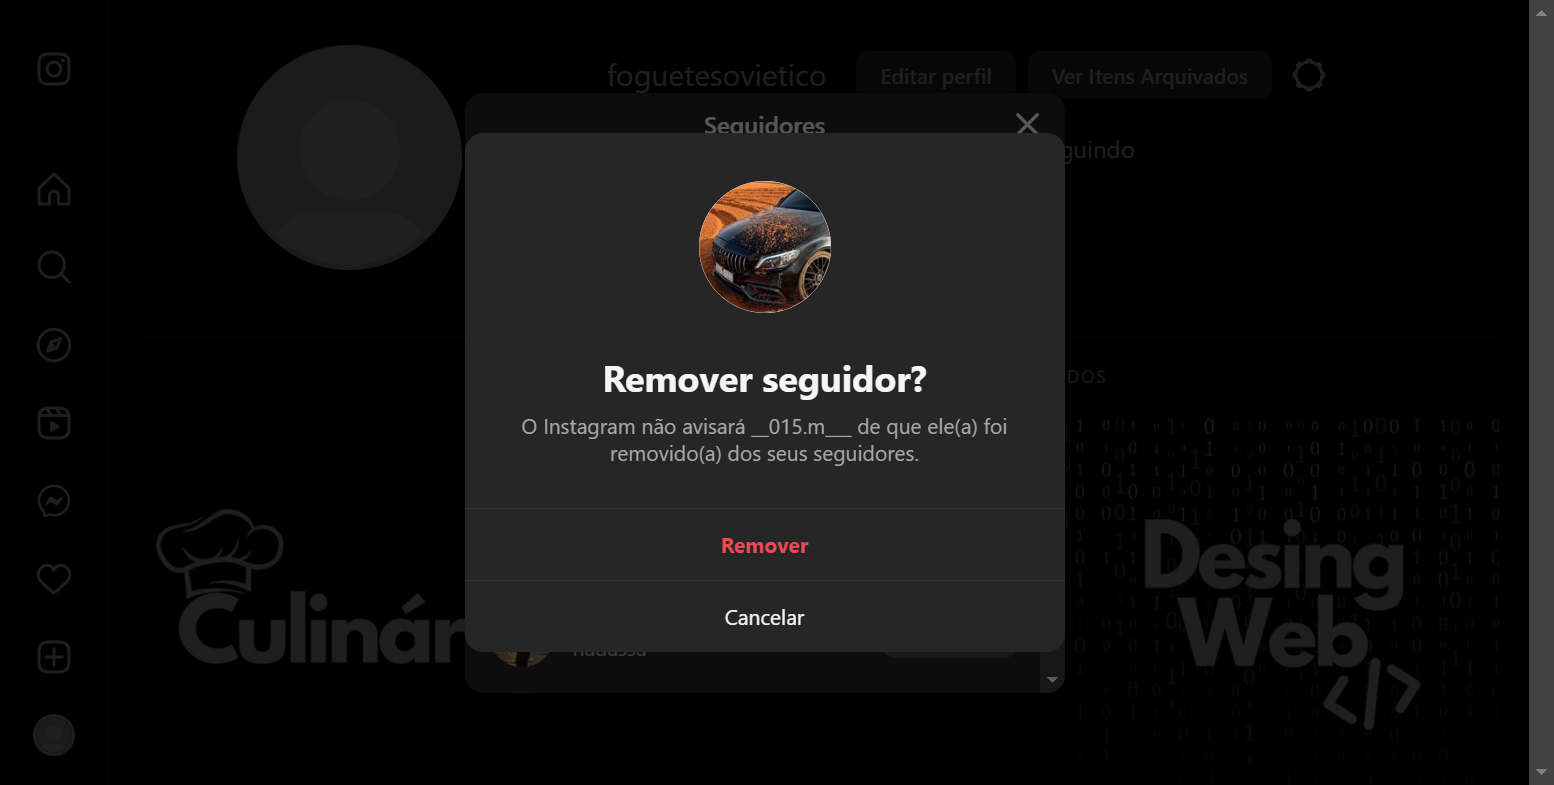 foguetesovietico
Editar perfil
Ver Itens Arquivados
Seguidores
guindo
Remover seguidor?
O Instagram não avisará __015.m___ de que ele(a) foi
removido(a) dos seus seguidores.
DOS
Remover
Cancelar
Culinár
Desing
Web
</>
hadassa